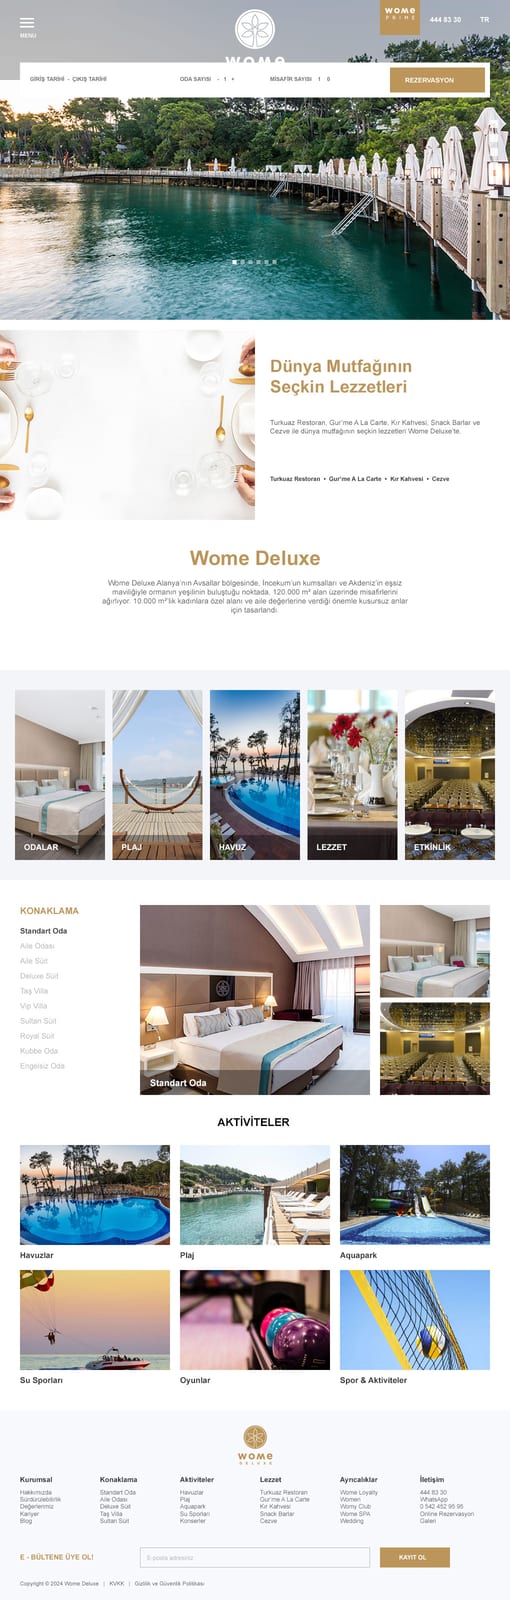 MENU
wome
wome
PRIME
444 83 30
TR
GİRİŞ TARİHİ - ÇIKIŞ TARİHİ
ODA SAYISI - 1 +
MİSAFİR SAYISI 1 0
REZERVASYON
Dünya Mutfağının
Seçkin Lezzetleri
Turkuaz Restoran, Gur’me A La Carte, Kır Kahvesi, Snack Barlar ve
Cezve ile dünya mutfağının seçkin lezzetleri Wome Deluxe’te.
Turkuaz Restoran • Gur’me A La Carte • Kır Kahvesi • Cezve
Wome Deluxe
Wome Deluxe Alanya’nın Avsallar bölgesinde, İncekum’un kumsalları ve Akdeniz’in eşsiz
maviliğiyle ormanın yeşilinin buluştuğu noktada, 120.000 m² alan üzerinde misafirlerini
ağırlıyor. 10.000 m²’lik kadınlara özel alanı ve aile değerlerine verdiği önemle kusursuz anlar
için tasarlandı.
ODALAR
PLAJ
HAVUZ
LEZZET
ETKİNLİK
KONAKLAMA
Standart Oda
Aile Odası
Aile Süit
Deluxe Süit
Taş Villa
Vip Villa
Sultan Süit
Royal Süit
Kubbe Oda
Engelsiz Oda
Standart Oda
AKTİVİTELER
Havuzlar
Plaj
Aquapark
Su Sporları
Oyunlar
Spor & Aktiviteler
wome
DELUXE
Kurumsal
Hakkımızda
Sürdürülebilirlik
Değerlerimiz
Kariyer
Blog
Konaklama
Standart Oda
Aile Odası
Deluxe Süit
Taş Villa
Sultan Süit
Aktiviteler
Havuzlar
Plaj
Aquapark
Su Sporları
Konserler
Lezzet
Turkuaz Restoran
Gur’me A La Carte
Kır Kahvesi
Snack Barlar
Cezve
Ayrıcalıklar
Wome Loyalty
Women
Womy Club
Wome SPA
Wedding
İletişim
444 83 30
WhatsApp
0 542 452 95 95
Online Rezervasyon
Galeri
E - BÜLTENE ÜYE OL!
E-posta adresiniz
KAYIT OL
Copyright © 2024 Wome Deluxe | KVKK | Gizlilik ve Güvenlik Politikası